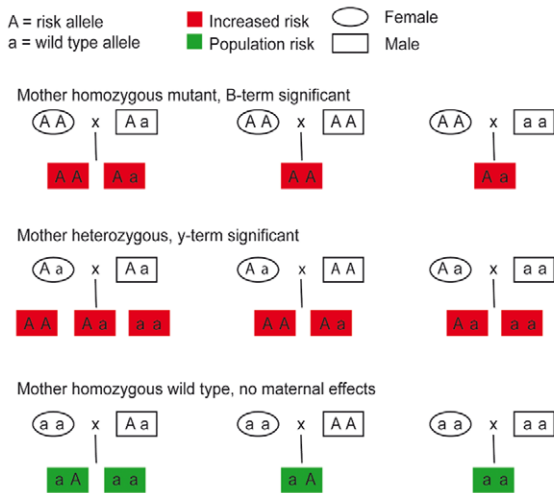 A = risk allele
a = wild type allele
Increased risk
Population risk
Female
Male
Mother homozygous mutant, B-term significant
A A x A a
A A x A A
A A x a a
A A A a
A A
A a
Mother heterozygous, y-term significant
A a x A a
A a x A A
A a x a a
A A A a a a
A A A a
A a a a
Mother homozygous wild type, no maternal effects
a a x A a
a a x A A
a a x a a
a A a a
a A
a a